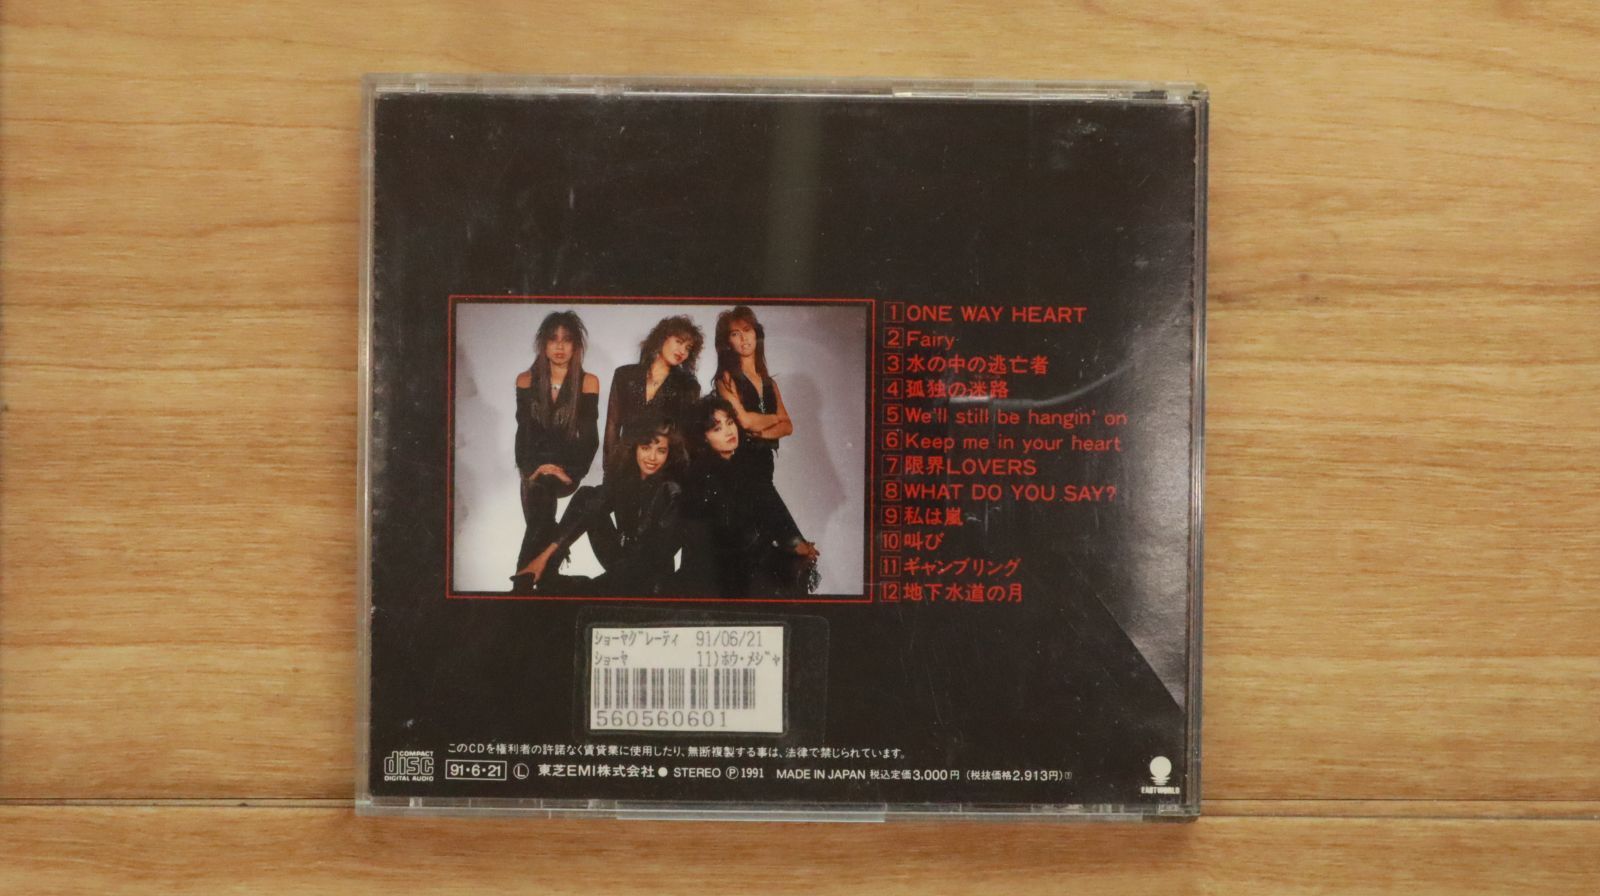 1 ONE WAY HEART
2 Fairy
3 氷の中の逃亡者
4 孤独の迷路
5 We'll still be hangin' on
6 Keep me in your heart
7 限界LOVERS
8 WHAT DO YOU SAY?
9 私は嵐
10 叫び
11 ギャンブリング
12 地下水道の月
ショーヤグレーティ 91/06/21
ショーヤ 11)ホウ・メジャ
560560601
このCDを権利者の許諾なく賃貸業に使用したり、無断複製する事は、法律で禁じられています。
COMPACT disc DIGITAL AUDIO
91・6・21 Ⓛ 東芝EMI株式会社● STEREO Ⓟ1991 MADE IN JAPAN 税込定価3,000円 (税抜価格2,913円)
EASTWORLD